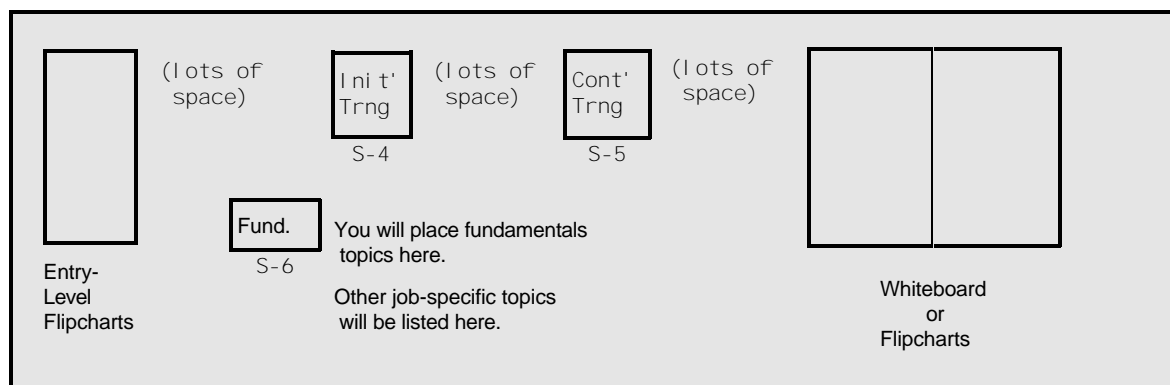 (lots of
space)
Init'
Trng
S-4
(lots of
space)
Cont'
Trng
S-5
(lots of
space)
Fund.
S-6
You will place fundamentals
topics here.
Other job-specific topics
will be listed here.
Entry-
Level
Flipcharts
Whiteboard
or
Flipcharts